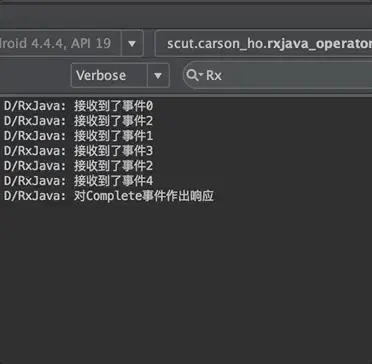 droid 4.4.4, API 19
scut.carson_ho.rxjava_operator
Verbose
Rx
D/RxJava: 接收到了事件0
D/RxJava: 接收到了事件2
D/RxJava: 接收到了事件1
D/RxJava: 接收到了事件3
D/RxJava: 接收到了事件2
D/RxJava: 接收到了事件4
D/RxJava: 对Complete事件作出响应